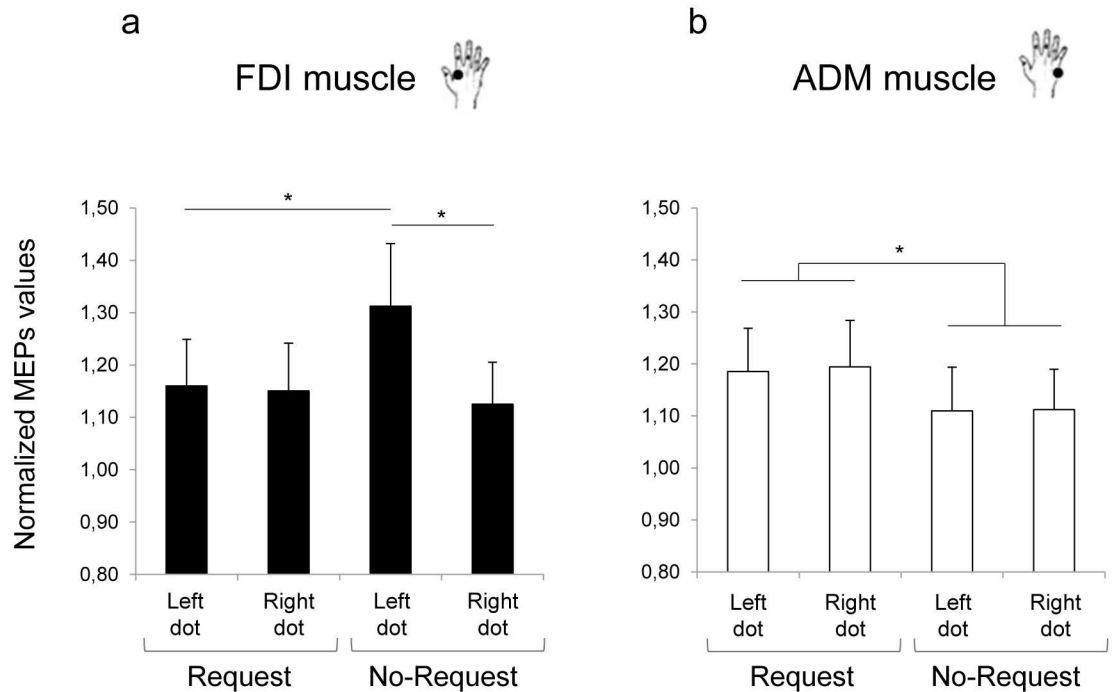 a
FDI muscle
Normalized MEPs values
1,50
1,40
1,30
1,20
1,10
1,00
0,90
0,80
*
*
Left dot
Right dot
Left dot
Right dot
Request
No-Request
b
ADM muscle
1,50
1,40
1,30
1,20
1,10
1,00
0,90
0,80
*
Left dot
Right dot
Left dot
Right dot
Request
No-Request